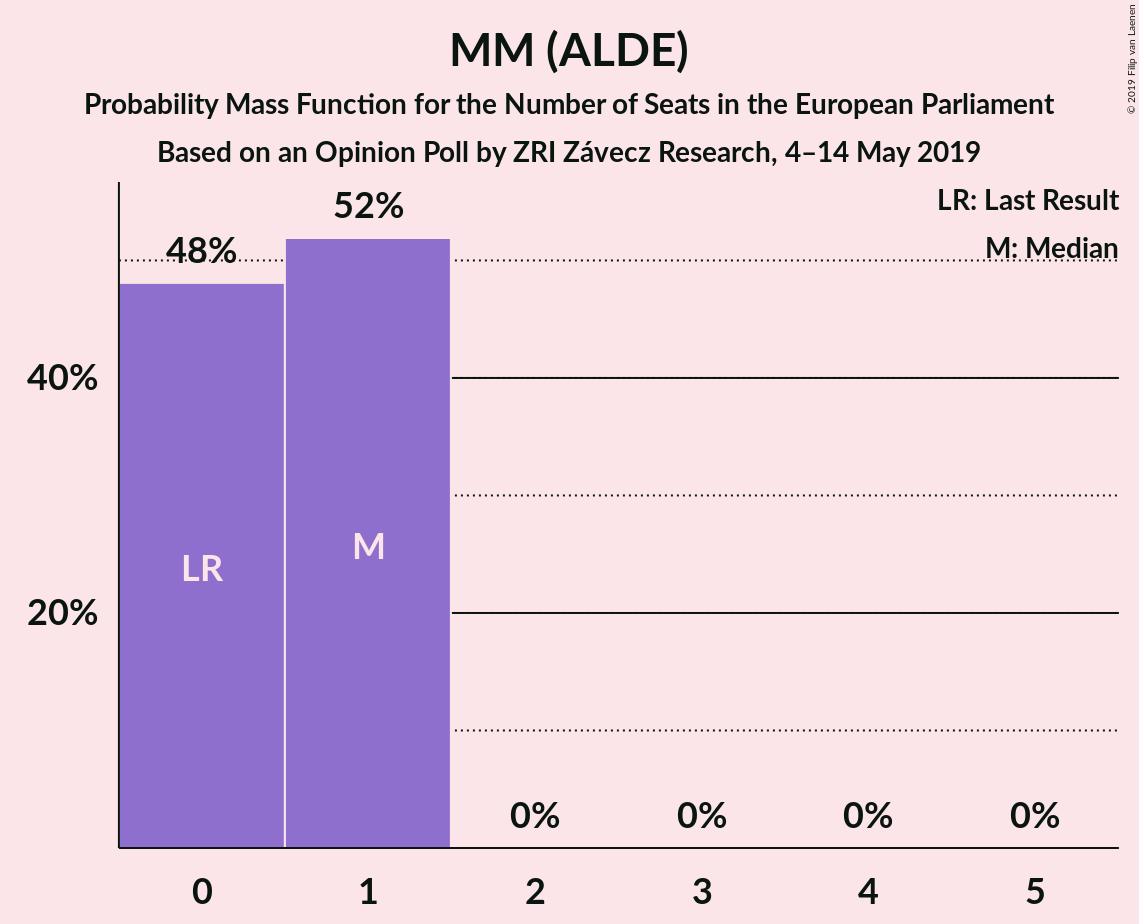 MM (ALDE)
Probability Mass Function for the Number of Seats in the European Parliament
Based on an Opinion Poll by ZRI Závecz Research, 4–14 May 2019
© 2019 Filip van Laenen
LR: Last Result
M: Median
52%
48%
40%
20%
LR
M
0%
0%
0%
0%
0
1
2
3
4
5